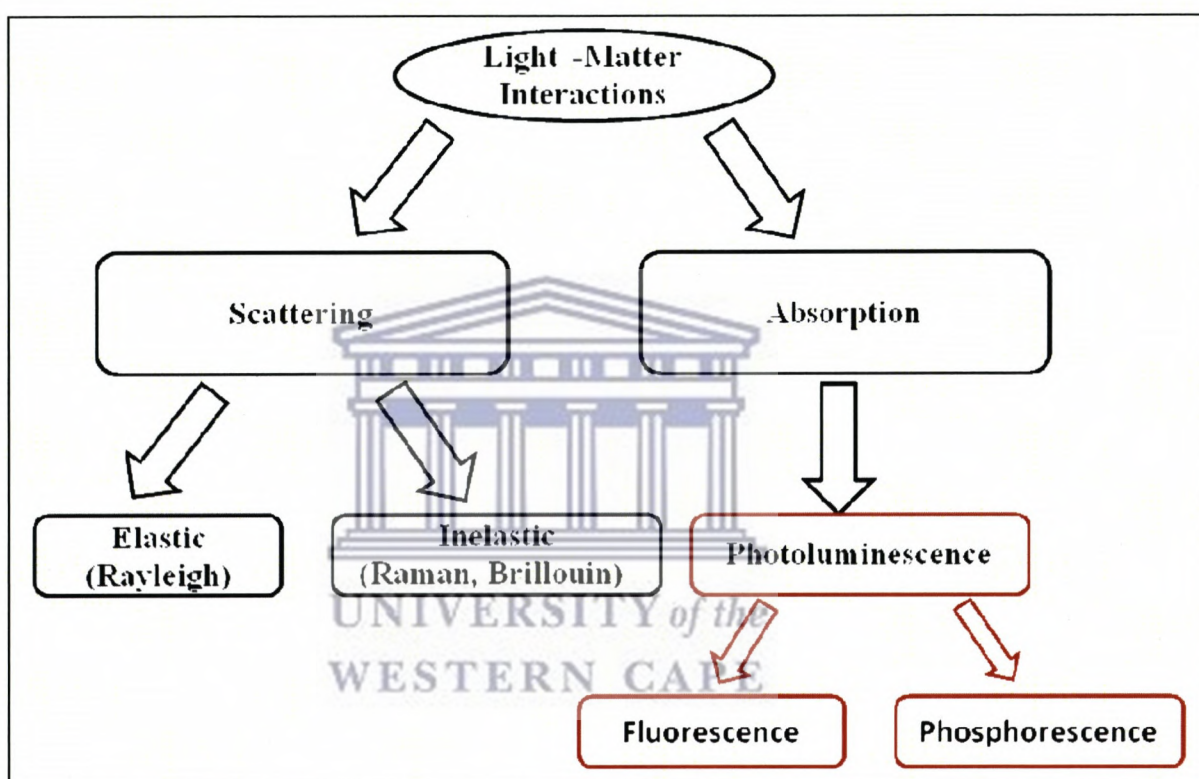 Light -Matter
Interactions
Scattering
Absorption
Elastic
(Rayleigh)
Inelastic
(Raman, Brillouin)
Photoluminescence
UNIVERSITY of the
WESTERN CAPE
Fluorescence
Phosphorescence